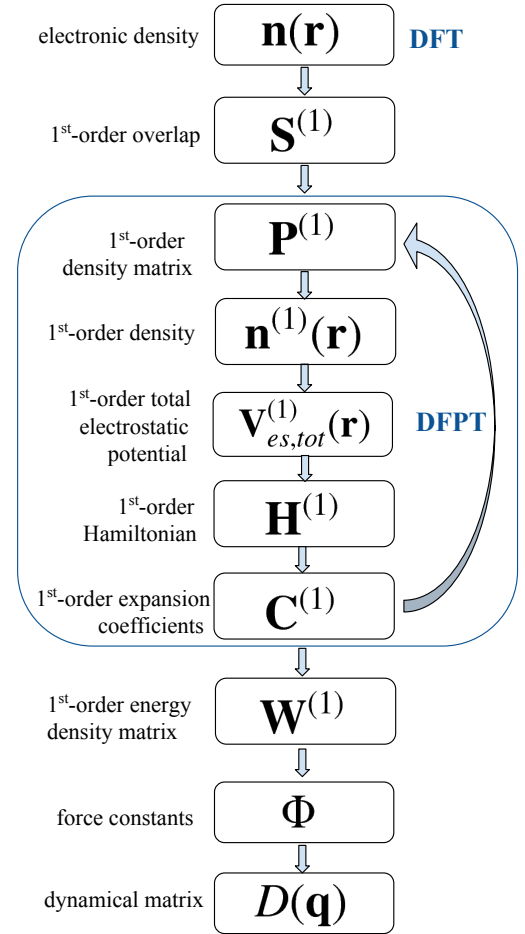 electronic density
n(r)
DFT
1st-order overlap
S(1)
1st-order
density matrix
P(1)
1st-order density
n(1)(r)
1st-order total
electrostatic
potential
V(1)es,tot(r)
DFPT
1st-order
Hamiltonian
H(1)
1st-order expansion
coefficients
C(1)
1st-order energy
density matrix
W(1)
force constants
Φ
dynamical matrix
D(q)